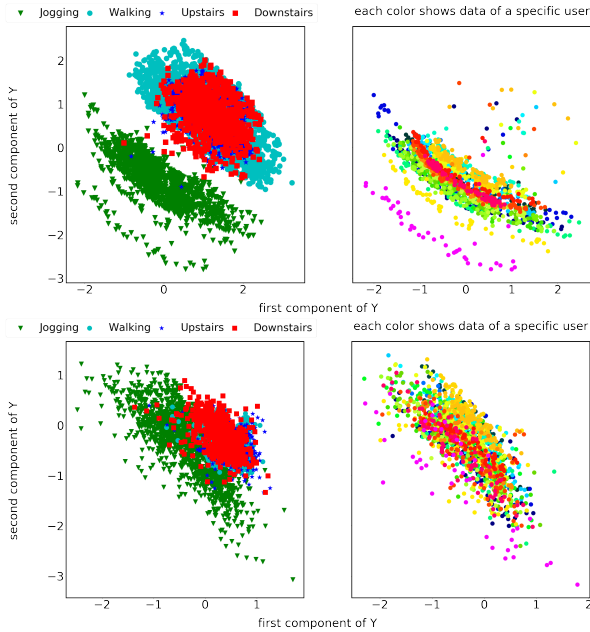 Jogging Walking Upstairs Downstairs
each color shows data of a specific user
second component of Y
2
1
0
−1
−2
−3
−2 0 2
−2 −1 0 1 2
first component of Y
Jogging Walking Upstairs Downstairs
each color shows data of a specific user
second component of Y
1
0
−1
−2
−3
−2 −1 0 1
−2 −1 0 1 2
first component of Y